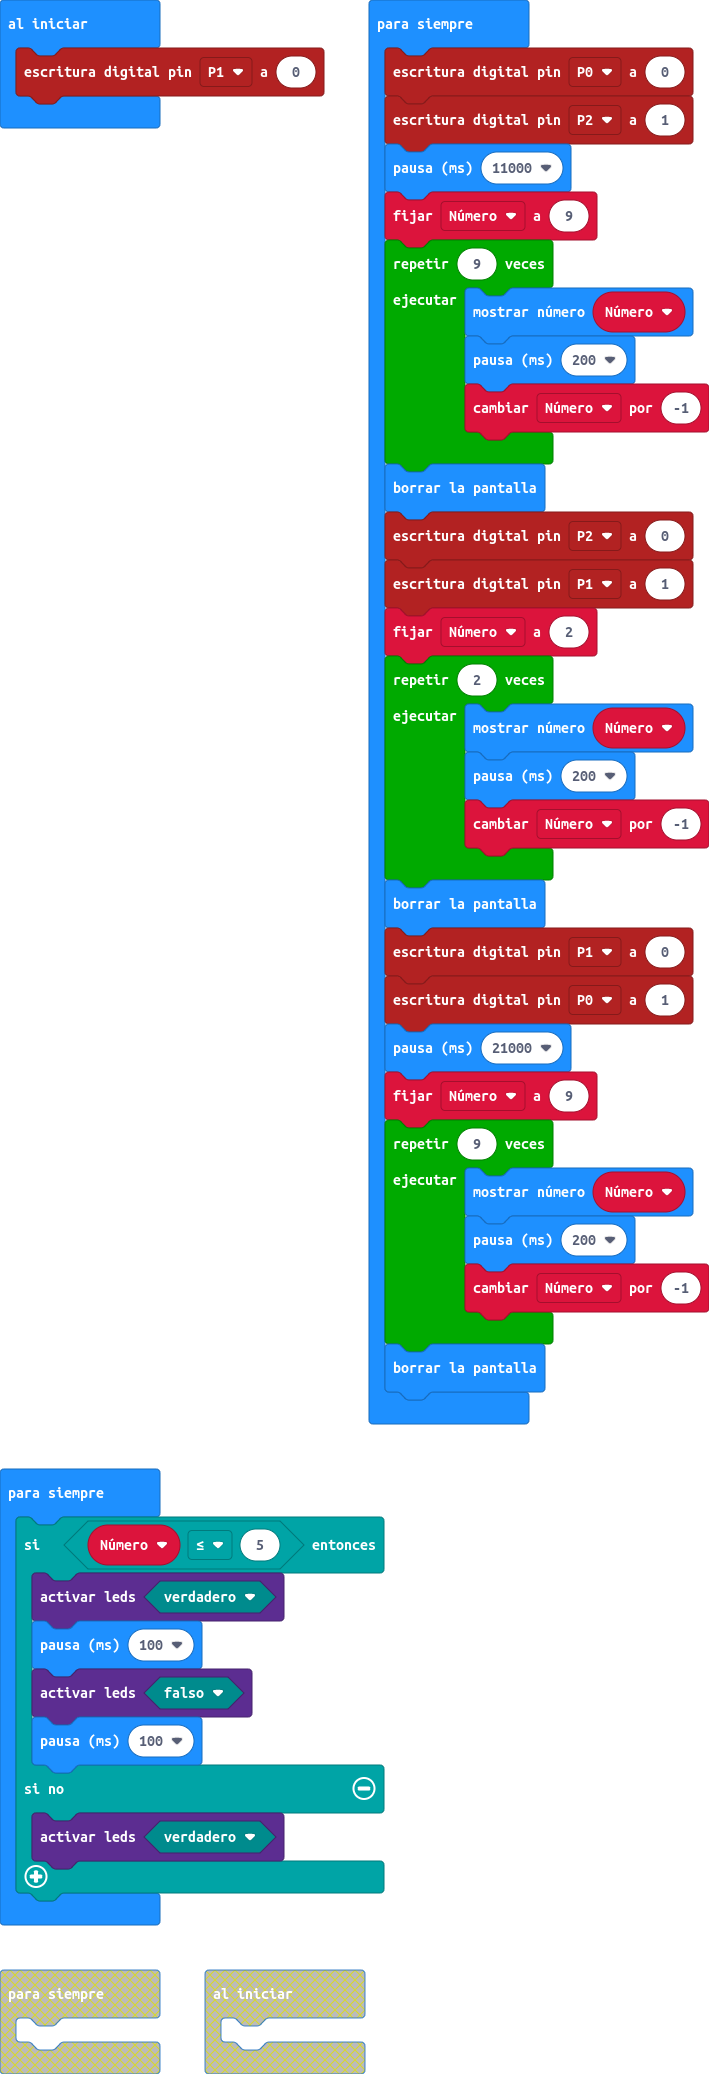 al iniciar
escritura digital pin P1 a 0
para siempre
escritura digital pin P0 a 0
escritura digital pin P2 a 1
pausa (ms) 11000
fijar Número a 9
repetir 9 veces
ejecutar
mostrar número Número
pausa (ms) 200
cambiar Número por -1
borrar la pantalla
escritura digital pin P2 a 0
escritura digital pin P1 a 1
fijar Número a 2
repetir 2 veces
ejecutar
mostrar número Número
pausa (ms) 200
cambiar Número por -1
borrar la pantalla
escritura digital pin P1 a 0
escritura digital pin P0 a 1
pausa (ms) 21000
fijar Número a 9
repetir 9 veces
ejecutar
mostrar número Número
pausa (ms) 200
cambiar Número por -1
borrar la pantalla
para siempre
si Número ≤ 5 entonces
activar leds verdadero
pausa (ms) 100
activar leds falso
pausa (ms) 100
si no
activar leds verdadero
para siempre
al iniciar